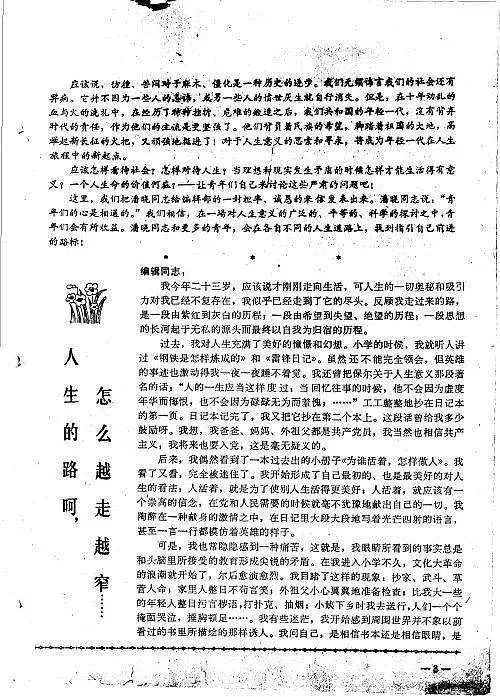 应该说，彷徨、苦闷对于麻木、僵化是一种历史的进步。我们无须讳言我们的社会还有
弊病。它并不因为一些人的忽讳，或另一些人的愤世厌生就自行消灭。但是，在十年动乱的
血与火的洗礼中，在经历了种种挫折、危难的锻造之后，我们共和国的年轻一代，没有背弃
时代的责任，作为他们的主流是更坚强了。他们背负着民族的希望，脚踏着祖国的大地，高
举起新长征的火把，又顽强地挺进了；对于人生意义的思索和寻求，将成为年轻一代在人生
旅程中的新起点。
应该怎样看待社会？怎样对待人生？当理想和现实发生矛盾的时候怎样才能生活得有意
义？一个人生命的价值何在？——让青年们自己来讨论这些严肃的问题吧！
这里，我们把潘晓同志给编辑部的一封坦率、诚恳的来信发表出来。潘晓同志说，“青
年们的心是相通的。”我们相信，在一场对人生意义的广泛的、平等的、科学的探讨之中，青
年们会有所收益。潘晓同志和更多的青年，会在各自不同的人生道路上，找到指引自己前进
的路标！
* * *
人生的路呵，
怎么越走越窄……
编辑同志：
我今年二十三岁，应该说才刚刚走向生活，可人生的一切奥秘和吸引
力对我已经不复存在，我似乎已经走到了它的尽头。反顾我走过来的路，
是一段由紫红到灰白的历程；一段由希望到失望、绝望的历程；一段思想
的长河起于无私的源头而最终以自我为归宿的历程。
过去，我对人生充满了美好的憧憬和幻想。小学的时候，我就听人讲
过《钢铁是怎样炼成的》和《雷锋日记》。虽然还不能完全领会，但英雄
的事迹也激动得我一夜一夜睡不着觉。我还曾把保尔关于人生意义那段著
名的话：“人的一生应当这样度过：当回忆往事的时候，他不会因为虚度
年华而悔恨，也不会因为碌碌无为而羞愧；……”工工整整地抄在日记本
的第一页。日记本记完了，我又把它抄在第二个本上。这段话曾给我多少
鼓励呀。我想，我爸爸、妈妈、外祖父都是共产党员，我当然也相信共产
主义，我将来也要入党，这是毫无疑义的。
后来，我偶然看到了一本过去出的小册子《为谁活着，怎样做人》。我
看了又看，完全被迷住了。我开始形成了自己最初的、也是最美好的对人
生的看法：人活着，就是为了使别人生活得更美好；人活着，就应该有一
个崇高的信念，在党和人民需要的时候就毫不犹豫地献出自己的一切。我
陶醉在一种献身的激情之中，在日记里大段大段地写着光芒四射的语言，
甚至一言一行都模仿着英雄的样子。
可是，我也常隐隐感到一种痛苦，这就是，我眼睛所看到的事实总是
和头脑里所接受的教育形成尖锐的矛盾。在我进入小学不久，文化大革命
的浪潮就开始了，尔后愈演愈烈。我目睹了这样的现象：抄家、武斗、草
菅人命；家里人整日不苟言笑；外祖父小心翼翼地准备检查；比我大一些
的年轻人整日污言秽语，打扑克、抽烟；小姨下乡时我去送行，人们一个个
掩面哭泣，捶胸顿足……。我有些迷茫，我开始感到周围世界并不象以前
看过的书里所描绘的那样诱人。我问自己，是相信书本还是相信眼睛，是
—3—